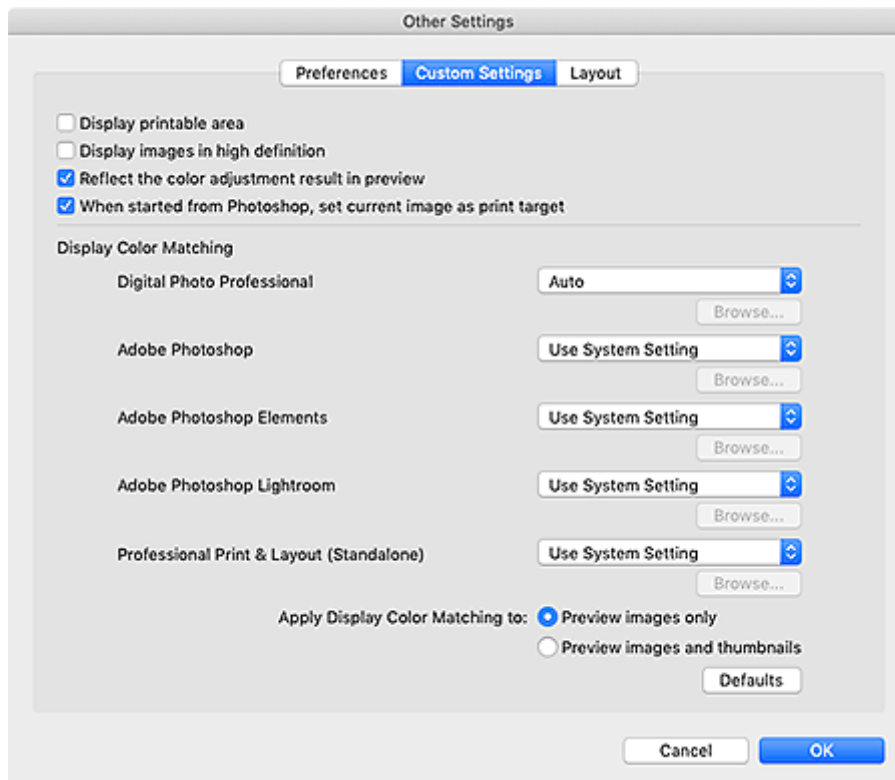 Other Settings
Preferences Custom Settings Layout
Display printable area
Display images in high definition
Reflect the color adjustment result in preview
When started from Photoshop, set current image as print target
Display Color Matching
Digital Photo Professional Auto
Browse...
Adobe Photoshop Use System Setting
Browse...
Adobe Photoshop Elements Use System Setting
Browse...
Adobe Photoshop Lightroom Use System Setting
Browse...
Professional Print & Layout (Standalone) Use System Setting
Browse...
Apply Display Color Matching to: Preview images only
Preview images and thumbnails
Defaults
Cancel OK